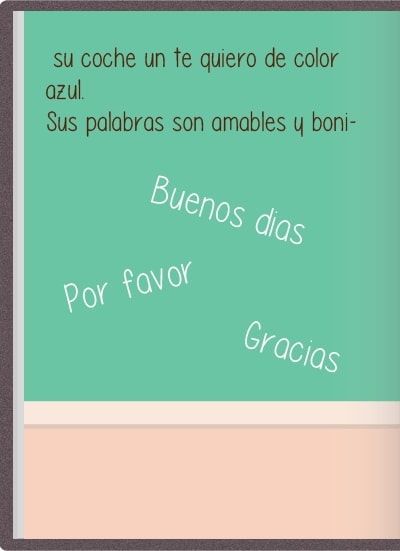 su coche un te quiero de color
azul.
Sus palabras son amables y boni-
Buenos dias
Por favor
Gracias